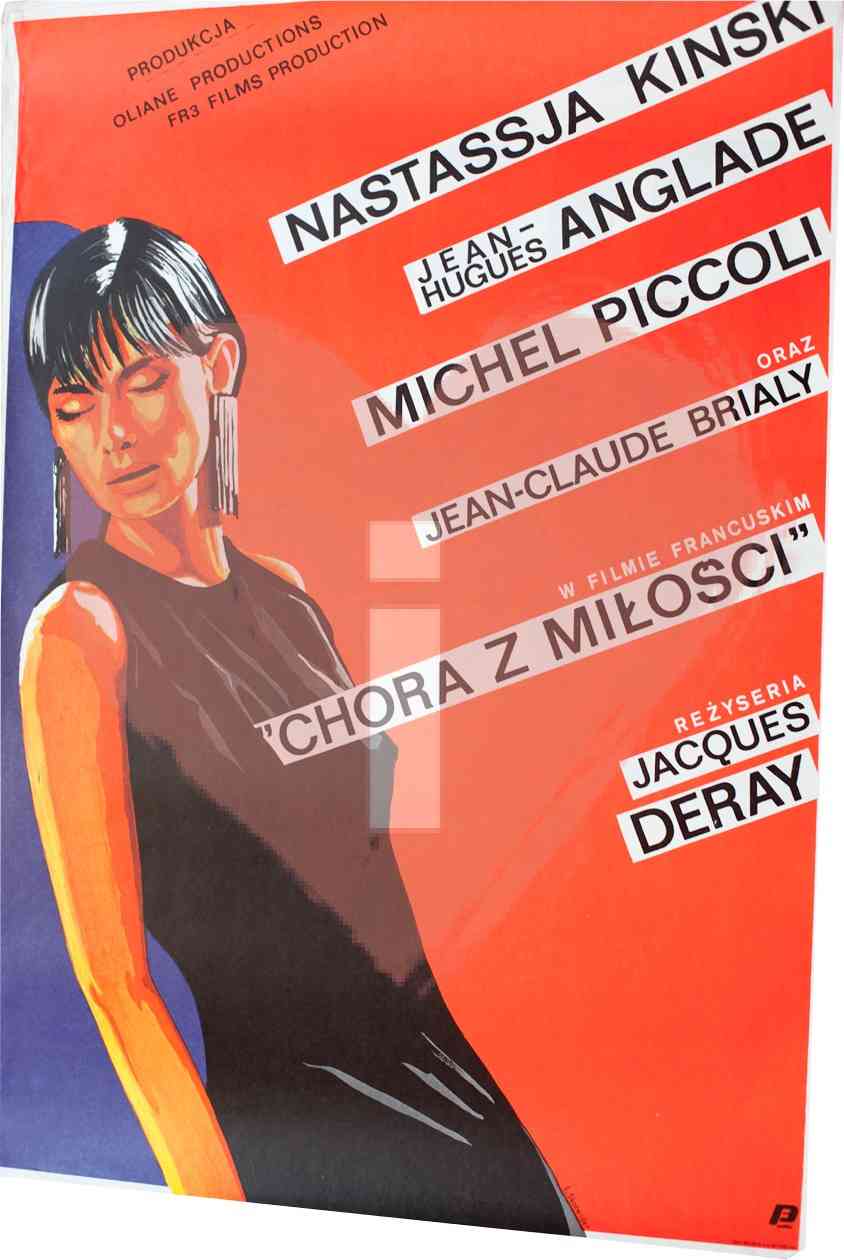 PRODUKCJA
OLIANE PRODUCTIONS
FR3 FILMS PRODUCTION
NASTASSJA KINSKI
JEAN-
HUGUES ANGLADE
MICHEL PICCOLI
ORAZ
JEAN-CLAUDE BRIALY
W FILMIE FRANCUSKIM
"CHORA Z MIŁOŚCI”
REŻYSERIA
JACQUES
DERAY
i